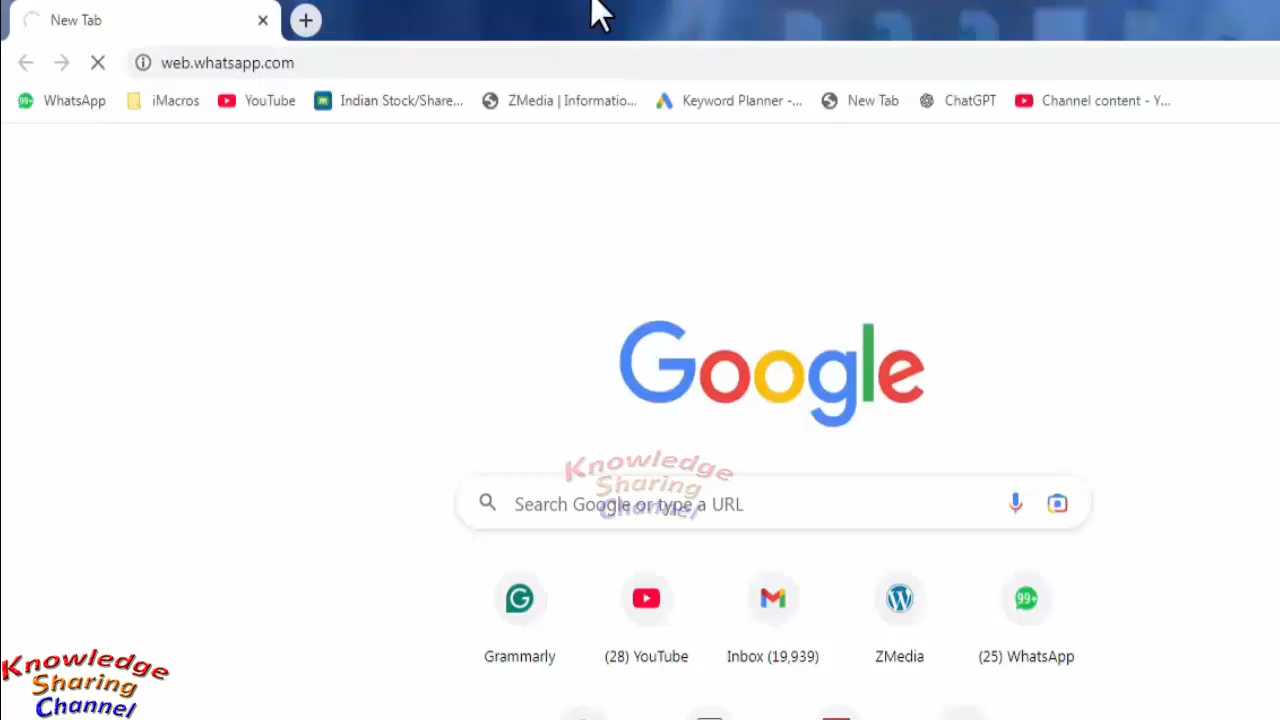 New Tab
web.whatsapp.com
99+ WhatsApp iMacros YouTube Indian Stock/Share... ZMedia | Informatio... Keyword Planner -... New Tab ChatGPT Channel content - Y...
Google
Knowledge
Sharing
Channel
Search Google or type a URL
99+
Grammarly (28) YouTube Inbox (19,939) ZMedia (25) WhatsApp
Knowledge
Sharing
Channel